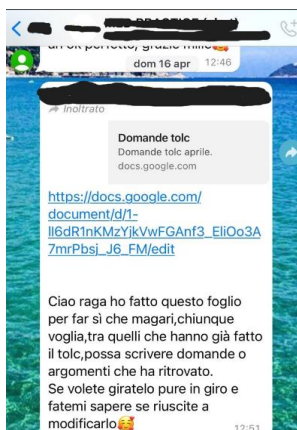 un ok perfetto, grazie mille🥰
dom 16 apr 12:46
Inoltrato
Domande tolc
Domande tolc aprile.
docs.google.com
https://docs.google.com/
document/d/1-
Il6dR1nKMzYjkVwFGAnf3_EliOo3A
7mrPbsj_J6_FM/edit
Ciao raga ho fatto questo foglio
per far sì che magari,chiunque
voglia,tra quelli che hanno già fatto
il tolc,possa scrivere domande o
argomenti che ha ritrovato.
Se volete giratelo pure in giro e
fatemi sapere se riuscite a
modificarlo🥰
12:51